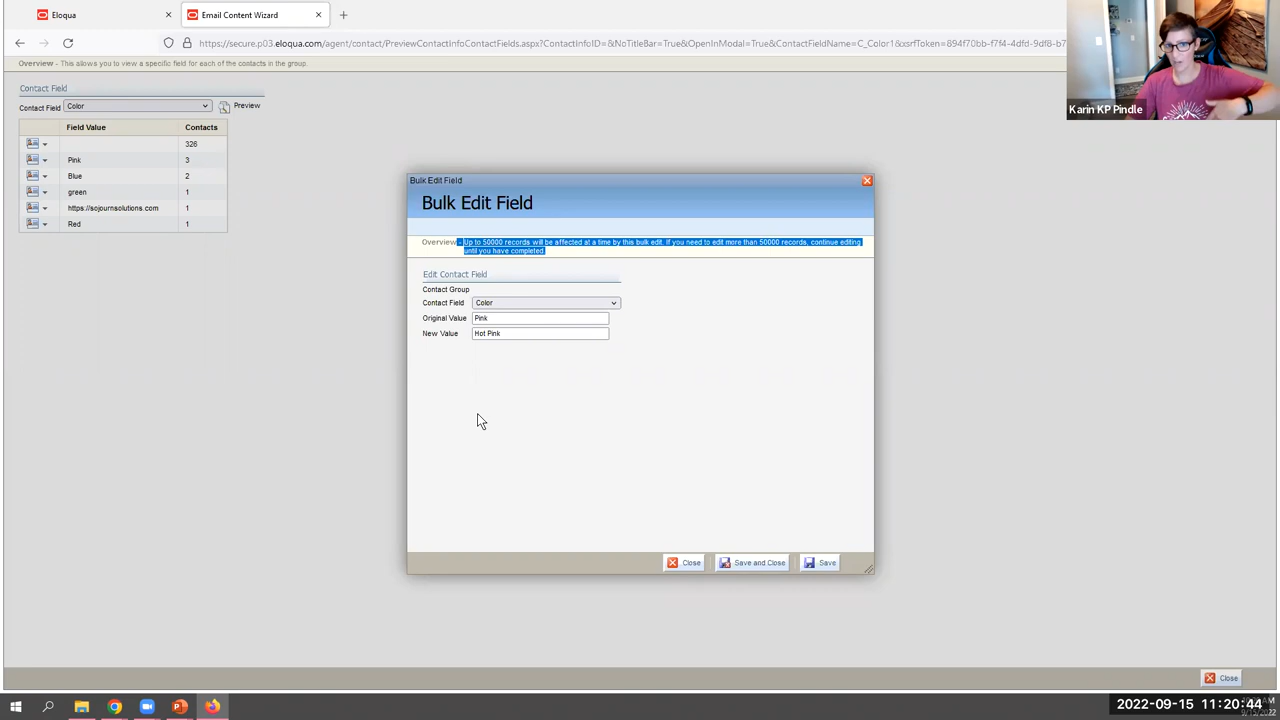 Eloqua
Email Content Wizard
https://secure.p03.eloqua.com/agent/contact/PreviewContactInfoContactFields.aspx?ContactInfoID=&NoTitleBar=True&OpenInModal=True&ContactFieldName=C_Color1&xsrfToken=894f70bb-f7f4-4dfd-9df8-b7
Overview - This allows you to view a specific field for each of the contacts in the group.
Karin KP Pindle
Contact Field
Contact Field Color Preview
Field Value Contacts
326
Pink 3
Blue 2
green 1
https://sojournsolutions.com 1
Red 1
Bulk Edit Field
Bulk Edit Field
Overview - Up to 50000 records will be affected at a time by this bulk edit. If you need to edit more than 50000 records, continue editing
until you have completed.
Edit Contact Field
Contact Group
Contact Field Color
Original Value Pink
New Value Hot Pink
Close Save and Close Save
Close
2022-09-15 11:20:44